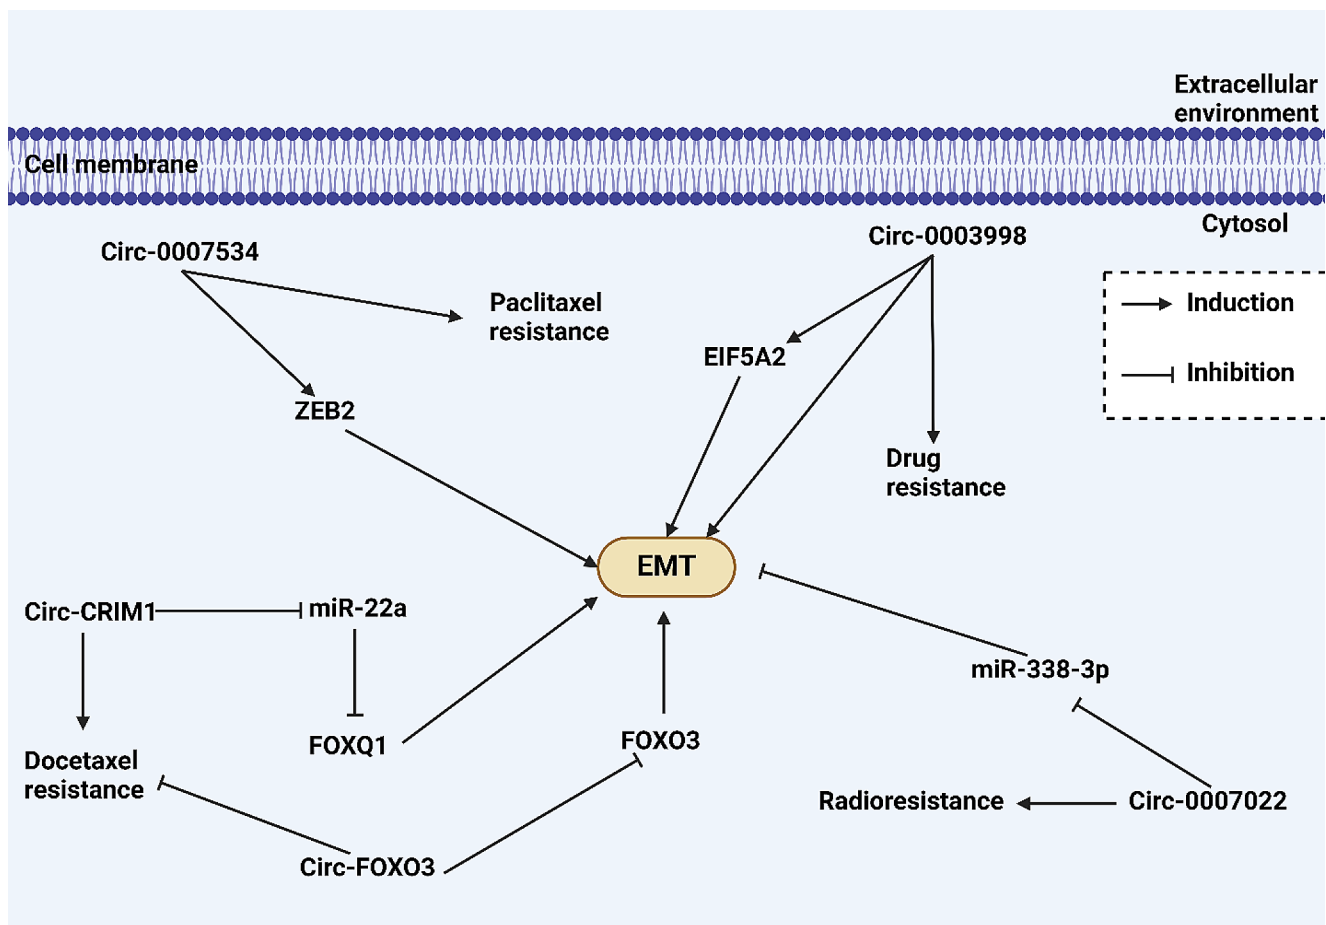 Extracellular
environment
Cell membrane
Cytosol
Circ-0007534
Circ-0003998
Paclitaxel
resistance
Induction
EIF5A2
Inhibition
ZEB2
Drug
resistance
EMT
Circ-CRIM1
miR-22a
miR-338-3p
FOXQ1
FOXO3
Docetaxel
resistance
Radioresistance
Circ-0007022
Circ-FOXO3